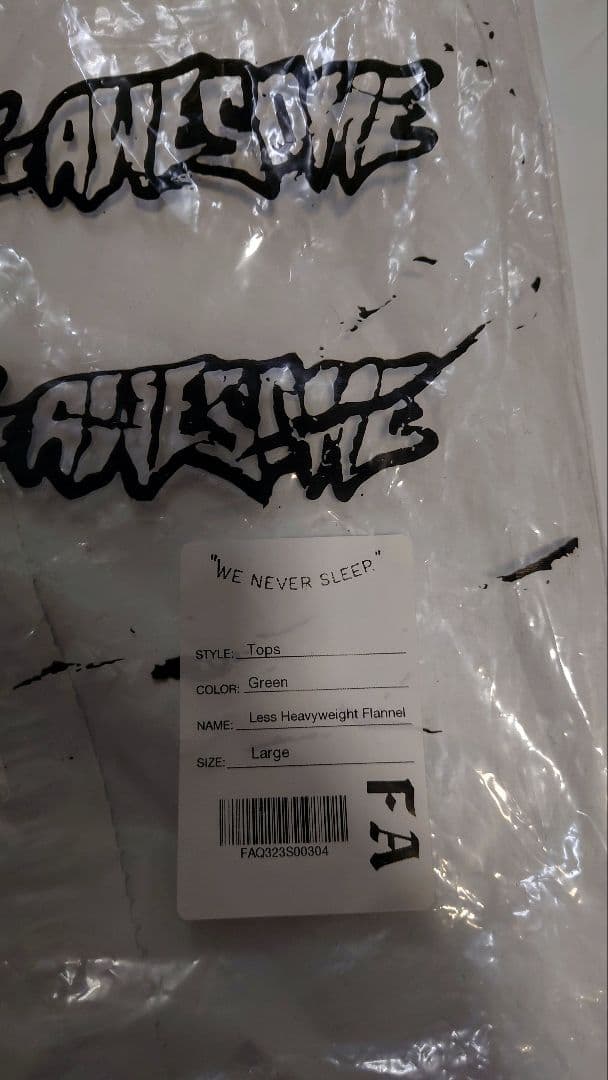 AWESOME
AWESOME
"WE NEVER SLEEP."
STYLE: Tops
COLOR: Green
NAME: Less Heavyweight Flannel
SIZE: Large
FAQ323S00304
FA